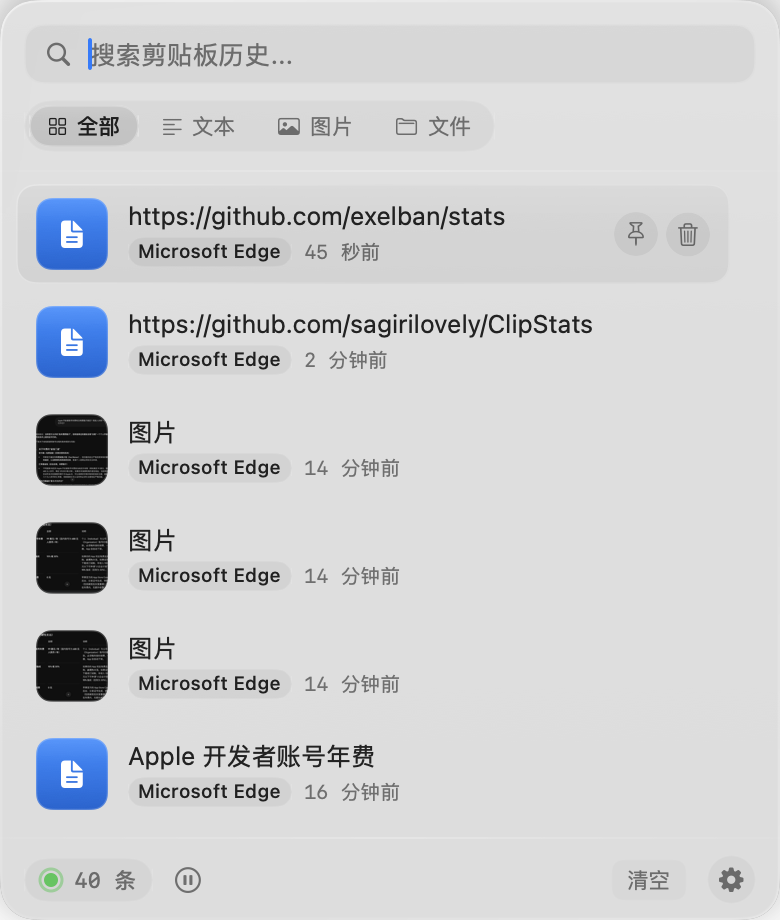 搜索剪贴板历史...
全部 文本 图片 文件
https://github.com/exelban/stats
Microsoft Edge 45 秒前
https://github.com/sagirilovely/ClipStats
Microsoft Edge 2 分钟前
图片
Microsoft Edge 14 分钟前
图片
Microsoft Edge 14 分钟前
图片
Microsoft Edge 14 分钟前
Apple 开发者账号年费
Microsoft Edge 16 分钟前
40 条 清空